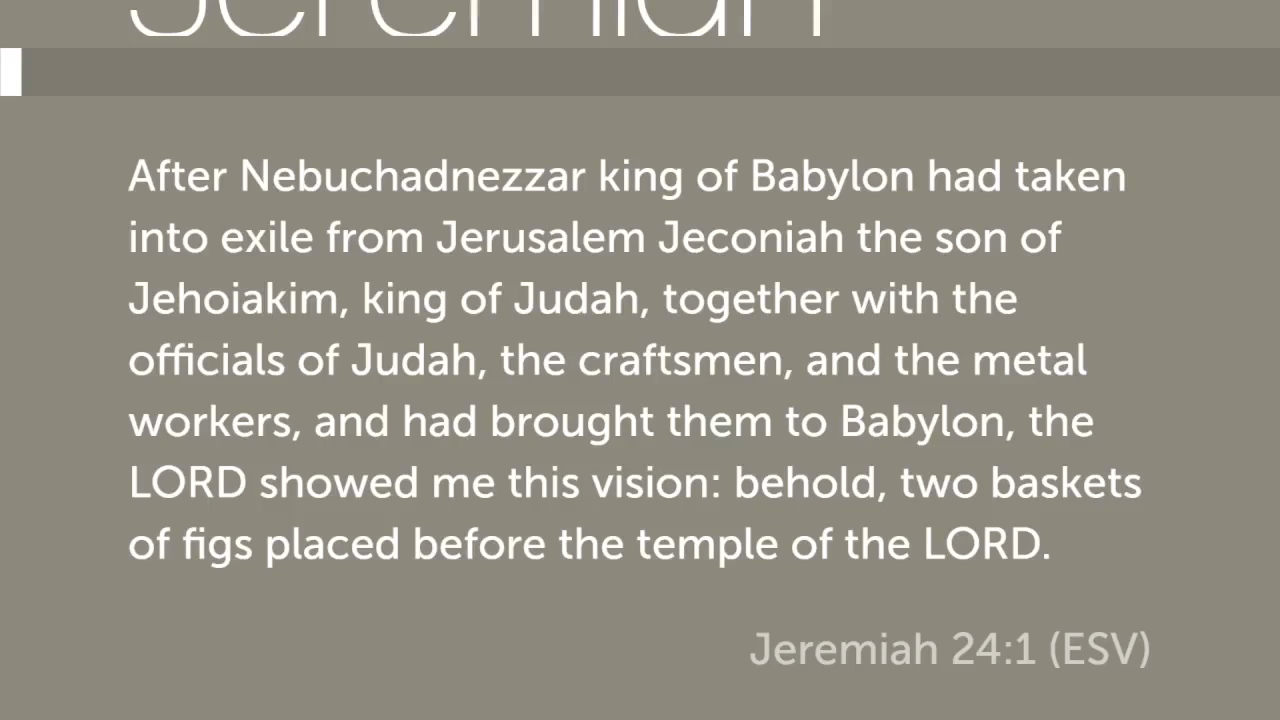 Jeremiah
After Nebuchadnezzar king of Babylon had taken
into exile from Jerusalem Jeconiah the son of
Jehoiakim, king of Judah, together with the
officials of Judah, the craftsmen, and the metal
workers, and had brought them to Babylon, the
LORD showed me this vision: behold, two baskets
of figs placed before the temple of the LORD.
Jeremiah 24:1 (ESV)